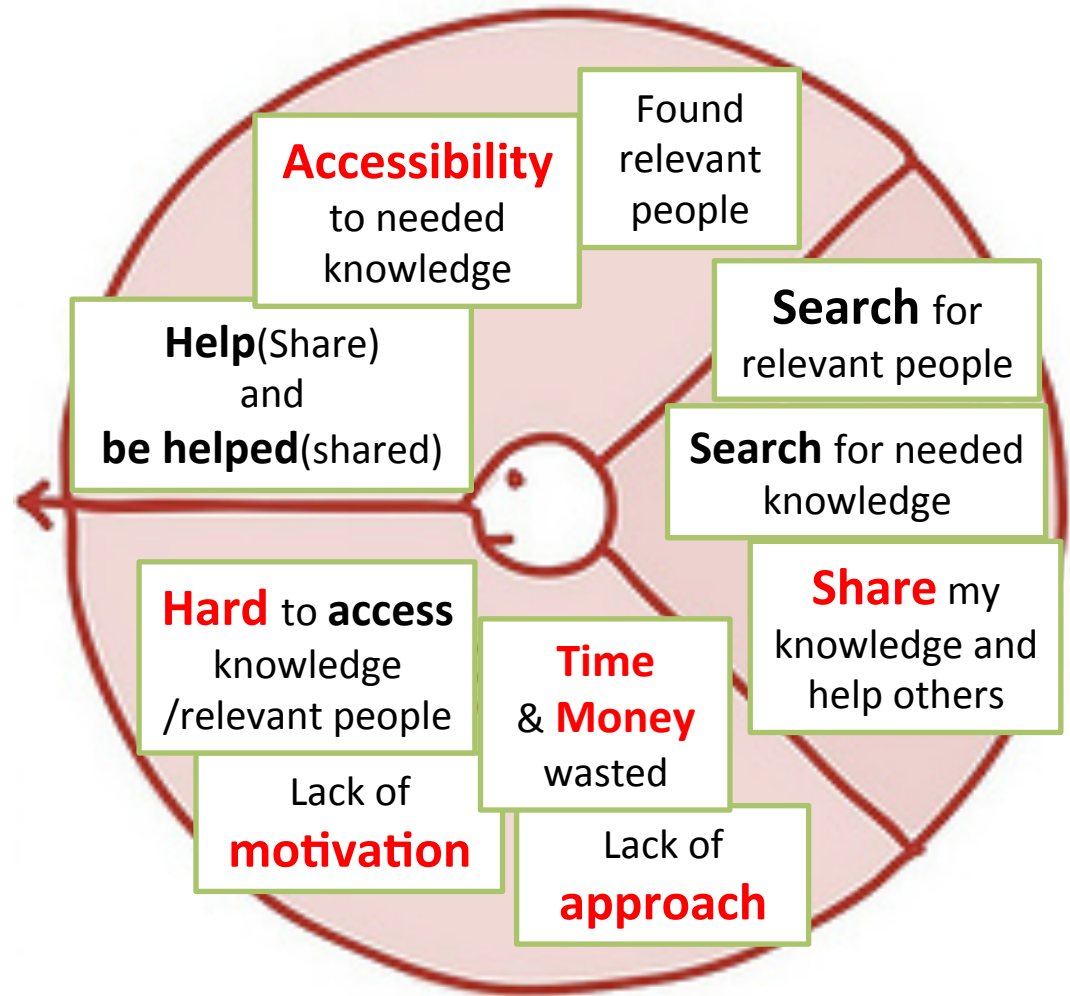 Found
relevant
people
Accessibility
to needed
knowledge
Help(Share)
and
be helped(shared)
Search for
relevant people
Search for needed
knowledge
Share my
knowledge and
help others
Hard to access
knowledge
/relevant people
Time
& Money
wasted
Lack of
motivation
Lack of
approach